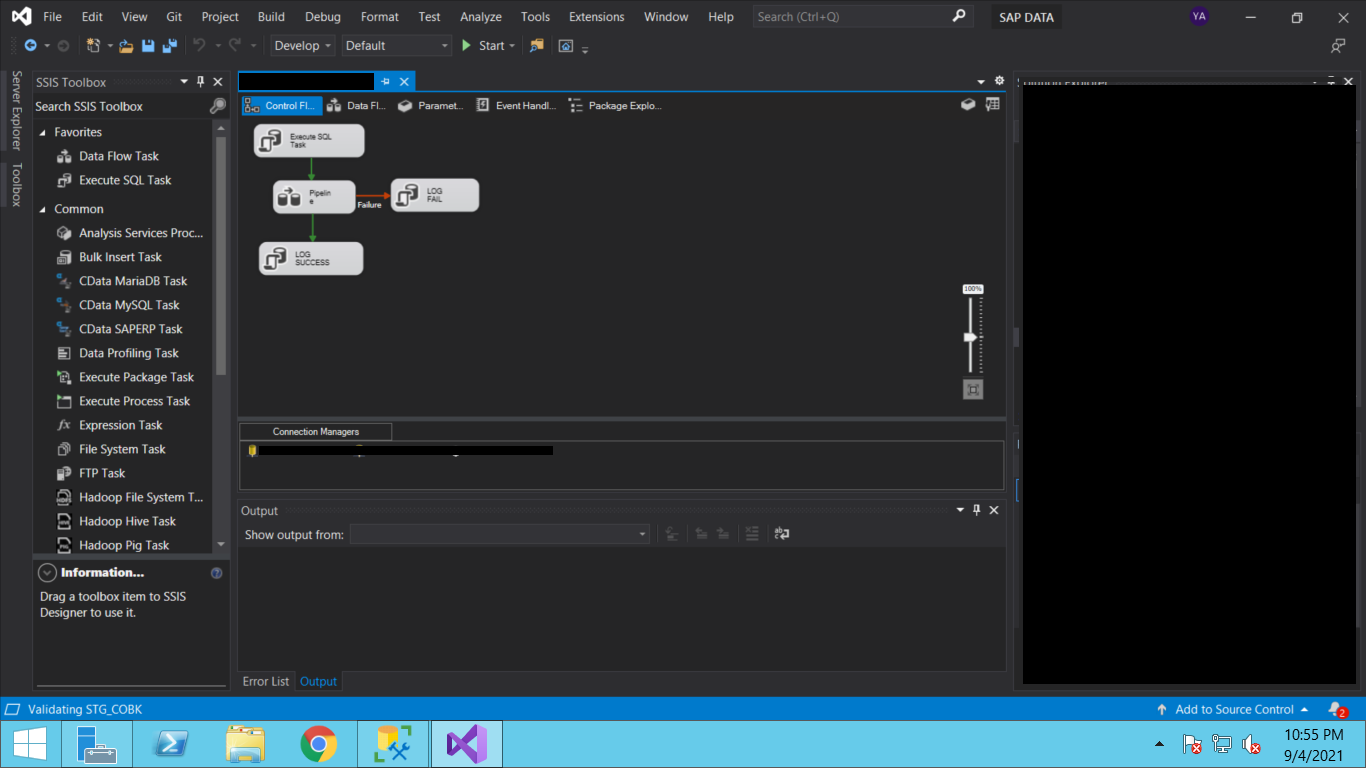 File Edit View Git Project Build Debug Format Test Analyze Tools Extensions Window Help Search (Ctrl+Q) SAP DATA YA
Develop Default Start
Server Explorer
Toolbox
SSIS Toolbox
Search SSIS Toolbox
Favorites
Data Flow Task
Execute SQL Task
Common
Analysis Services Proc...
Bulk Insert Task
CData MariaDB Task
CData MySQL Task
CData SAPERP Task
Data Profiling Task
Execute Package Task
Execute Process Task
Expression Task
File System Task
FTP Task
Hadoop File System T...
Hadoop Hive Task
Hadoop Pig Task
Information...
Drag a toolbox item to SSIS
Designer to use it.
Control Fl... Data Fl... Paramet... Event Handl... Package Explo...
Execute SQL
Task
Pipelin
e
Failure
LOG
FAIL
LOG
SUCCESS
100%
Connection Managers
Output
Show output from:
Error List Output
Validating STG_COBK
Add to Source Control
2
10:55 PM
9/4/2021